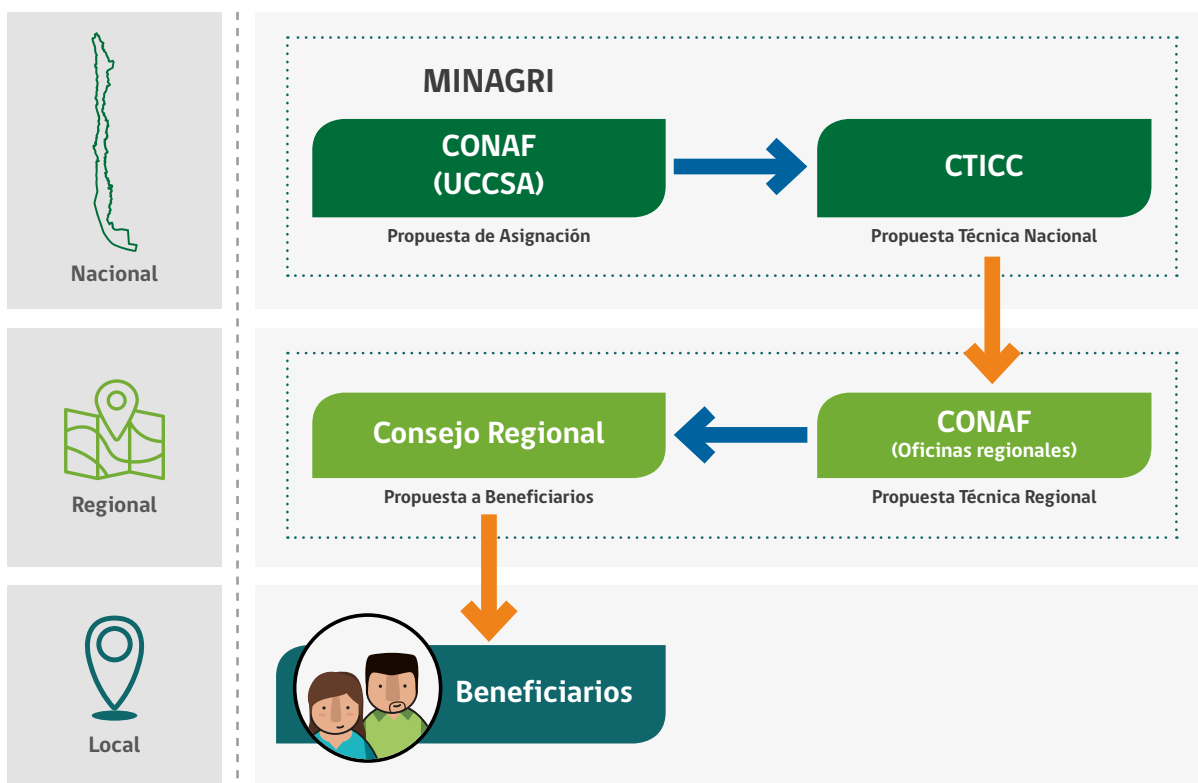 Nacional
MINAGRI
CONAF
(UCCSA)
Propuesta de Asignación
CTICC
Propuesta Técnica Nacional
Regional
Consejo Regional
Propuesta a Beneficiarios
CONAF
(Oficinas regionales)
Propuesta Técnica Regional
Local
Beneficiarios